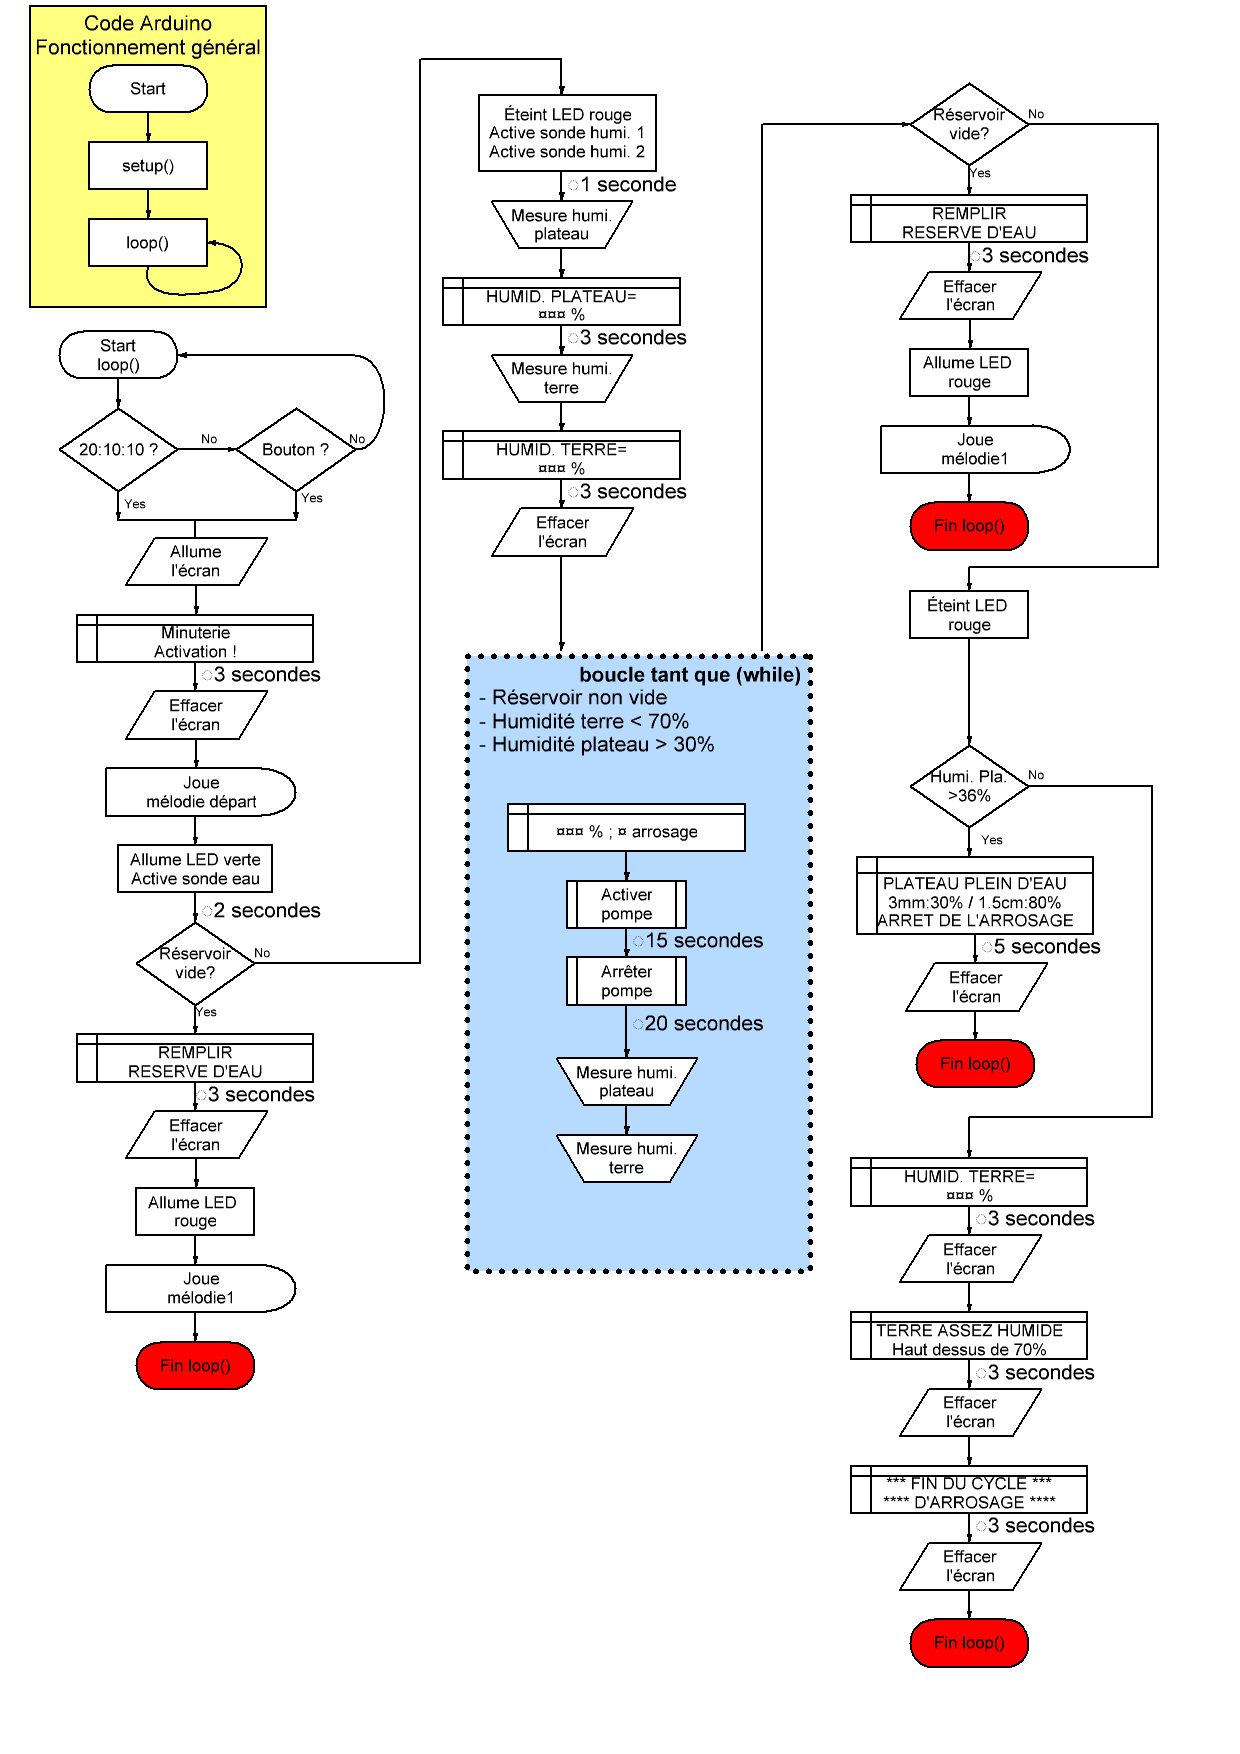 Code Arduino
Fonctionnement général
Start
setup()
loop()
Start
loop()
20:10:10 ?
No
Bouton ?
No
Yes
Yes
Allume
l'écran
Minuterie
Activation !
3 secondes
Effacer
l'écran
Joue
mélodie départ
Allume LED verte
Active sonde eau
2 secondes
Réservoir
vide?
No
Yes
REMPLIR
RESERVE D'EAU
3 secondes
Effacer
l'écran
Allume LED
rouge
Joue
mélodie1
Fin loop()
Éteint LED rouge
Active sonde humi. 1
Active sonde humi. 2
1 seconde
Mesure humi.
plateau
HUMID. PLATEAU=
¤¤¤ %
3 secondes
Mesure humi.
terre
HUMID. TERRE=
¤¤¤ %
3 secondes
Effacer
l'écran
boucle tant que (while)
- Réservoir non vide
- Humidité terre < 70%
- Humidité plateau > 30%
¤¤¤ % ; ¤ arrosage
Activer
pompe
15 secondes
Arrêter
pompe
20 secondes
Mesure humi.
plateau
Mesure humi.
terre
Réservoir
vide?
No
Yes
REMPLIR
RESERVE D'EAU
3 secondes
Effacer
l'écran
Allume LED
rouge
Joue
mélodie1
Fin loop()
Éteint LED
rouge
Humi. Pla.
>36%
No
Yes
PLATEAU PLEIN D'EAU
3mm:30% / 1.5cm:80%
ARRET DE L'ARROSAGE
5 secondes
Effacer
l'écran
Fin loop()
HUMID. TERRE=
¤¤¤ %
3 secondes
Effacer
l'écran
TERRE ASSEZ HUMIDE
Haut dessus de 70%
3 secondes
Effacer
l'écran
*** FIN DU CYCLE ***
**** D'ARROSAGE ****
3 secondes
Effacer
l'écran
Fin loop()